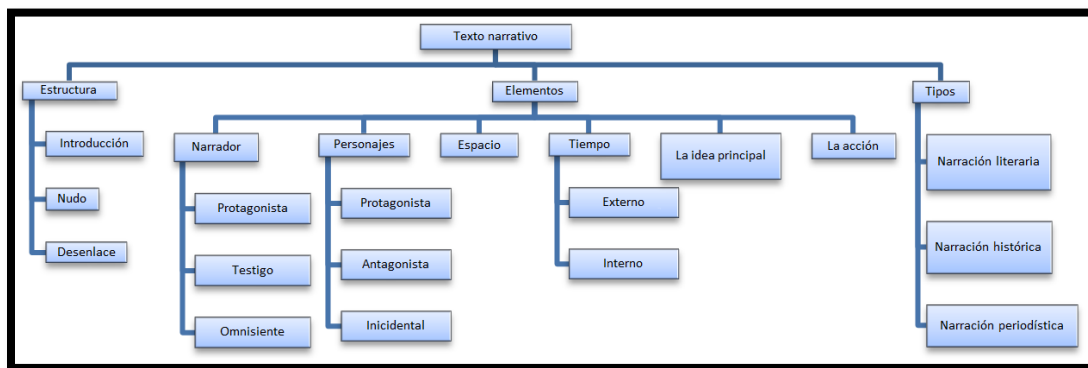 Texto narrativo
Estructura
Elementos
Tipos
Introducción
Nudo
Desenlace
Narrador
Personajes
Espacio
Tiempo
La idea principal
La acción
Protagonista
Testigo
Omnisiente
Protagonista
Antagonista
Inicidental
Externo
Interno
Narración literaria
Narración histórica
Narración periodística